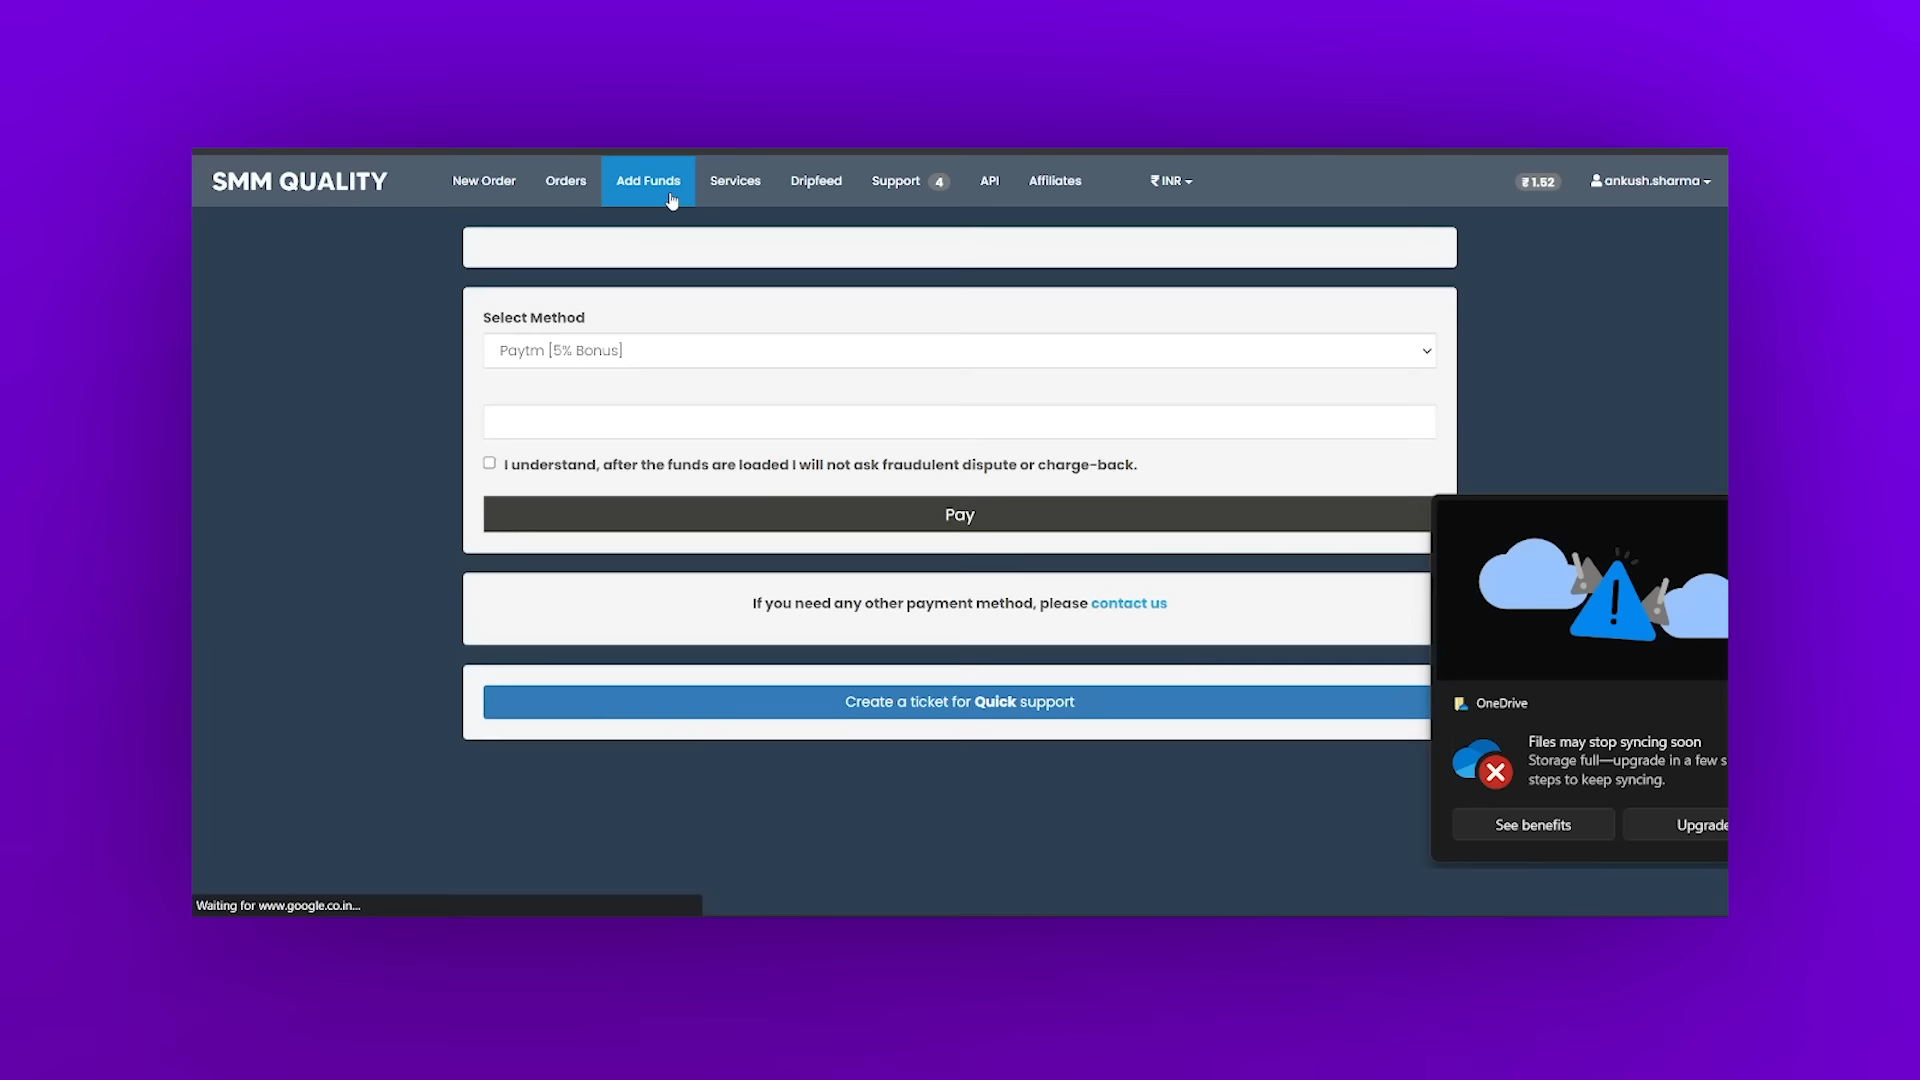 SMM QUALITY
New Order
Orders
Add Funds
Services
Dripfeed
Support 4
API
Affiliates
₹ INR
₹ 1.52
ankush.sharma
Select Method
Paytm [5% Bonus]
I understand, after the funds are loaded I will not ask fraudulent dispute or charge-back.
Pay
If you need any other payment method, please contact us
Create a ticket for Quick support
OneDrive
Files may stop syncing soon
Storage full—upgrade in a few s
steps to keep syncing.
See benefits
Upgrade
Waiting for www.google.co.in...